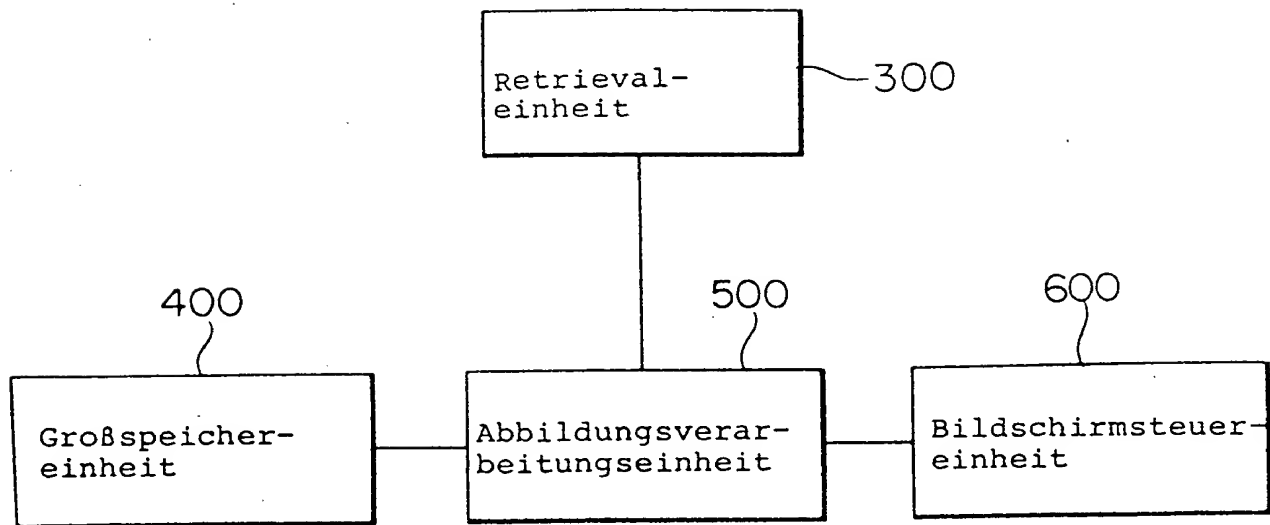 Retrieval-
einheit
300
400
500
600
Großspeicher-
einheit
Abbildungsverar-
beitungseinheit
Bildschirmsteuer-
einheit